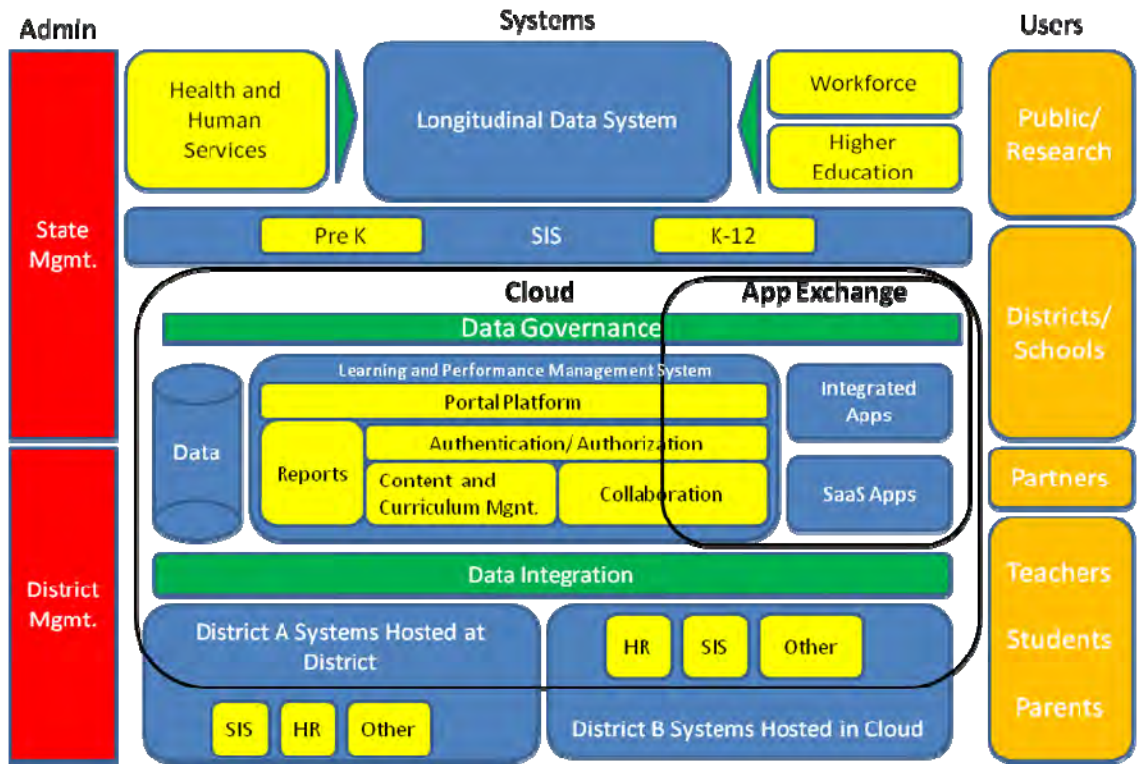 Admin
Systems
Users
State
Mgmt.
District
Mgmt.
Health and
Human
Services
Longitudinal Data System
Workforce
Higher
Education
Pre K
SIS
K-12
Cloud
App Exchange
Data Governance
Data
Learning and Performance Management System
Portal Platform
Reports
Authentication/ Authorization
Content and
Curriculum Mgnt.
Collaboration
Integrated
Apps
SaaS Apps
Data Integration
District A Systems Hosted at
District
SIS
HR
Other
HR
SIS
Other
District B Systems Hosted in Cloud
Public/
Research
Districts/
Schools
Partners
Teachers
Students
Parents